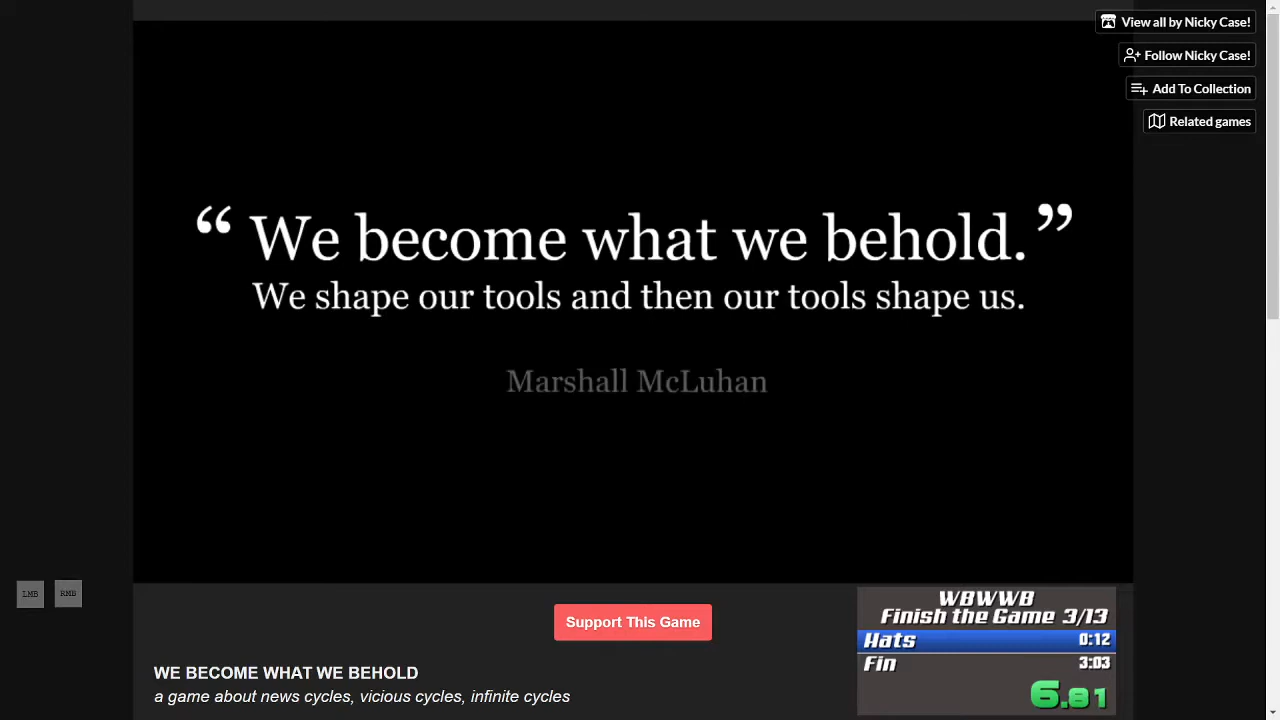 View all by Nicky Case!
Follow Nicky Case!
Add To Collection
Related games
“ We become what we behold. ”
We shape our tools and then our tools shape us.
Marshall McLuhan
LMB RMB
Support This Game
WBWWB
Finish the Game 3/13
Hats 0:12
Fin 3:03
6.81
WE BECOME WHAT WE BEHOLD
a game about news cycles, vicious cycles, infinite cycles